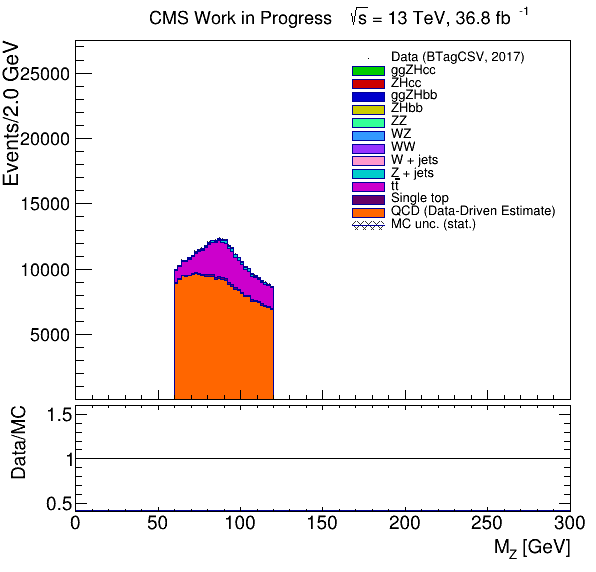 CMS Work in Progress √s = 13 TeV, 36.8 fb⁻¹
Events/2.0 GeV
25000
20000
15000
10000
5000
Data (BTagCSV, 2017)
ggZHcc
ZHcc
ggZHbb
ZHbb
ZZ
WZ
WW
W + jets
Z + jets
tt̅
Single top
QCD (Data-Driven Estimate)
MC unc. (stat.)
Data/MC
1.5
1
0.5
0 50 100 150 200 250 300
M_Z [GeV]